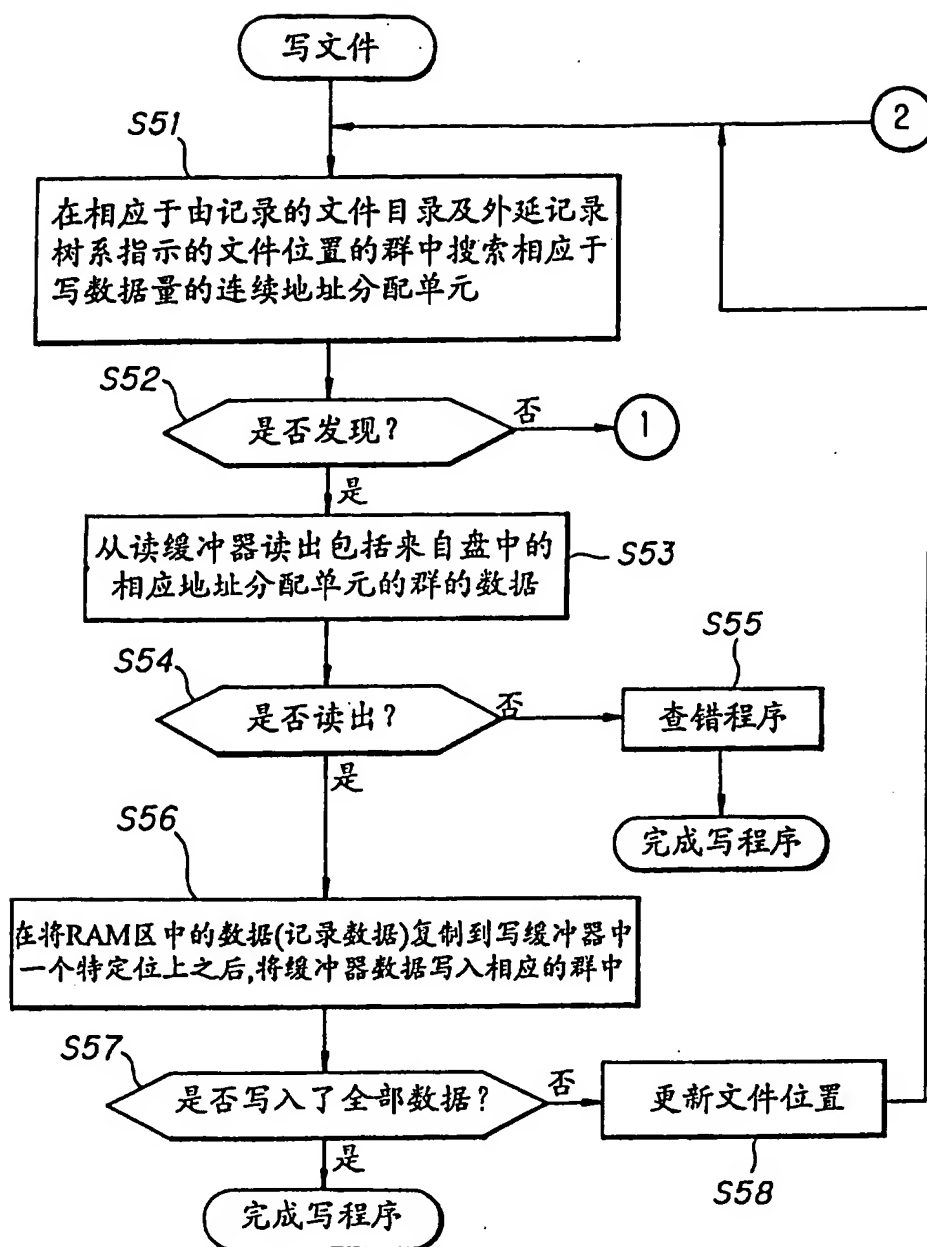 写文件
2
S51
在相应于由记录的文件目录及外延记录
树系指示的文件位置的群中搜索相应于
写数据量的连续地址分配单元
S52
是否发现?
否
1
是
从读缓冲器读出包括来自盘中的
相应地址分配单元的群的数据
S53
S54
是否读出?
否
S55
查错程序
是
完成写程序
S56
在将RAM区中的数据(记录数据)复制到写缓冲器中
一个特定位上之后,将缓冲器数据写入相应的群中
S57
是否写入了全部数据?
否
更新文件位置
S58
是
完成写程序